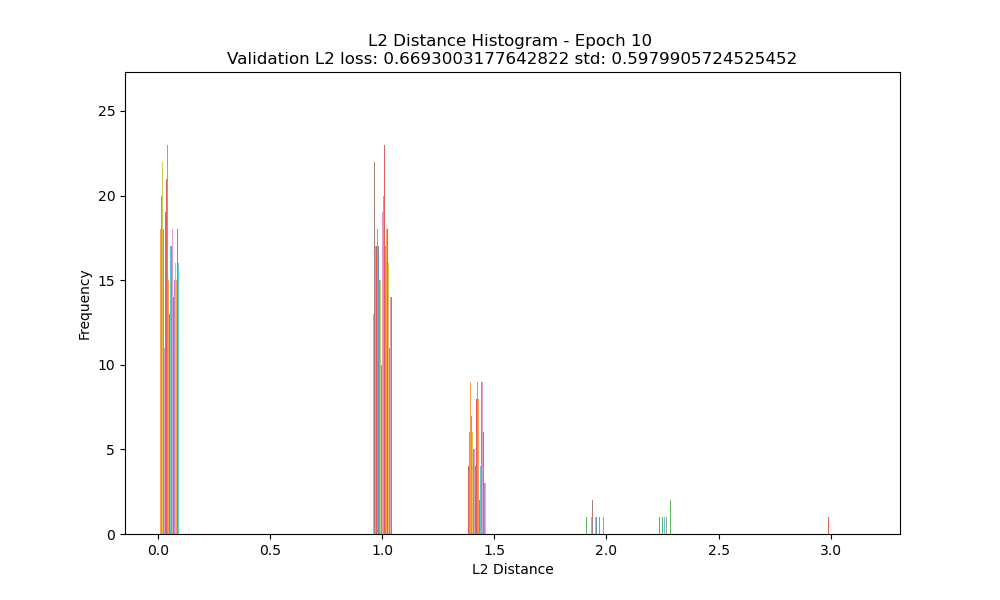 L2 Distance Histogram - Epoch 10
Validation L2 loss: 0.6693003177642822 std: 0.5979905724525452
25
20
15
10
5
0
Frequency
0.0 0.5 1.0 1.5 2.0 2.5 3.0
L2 Distance